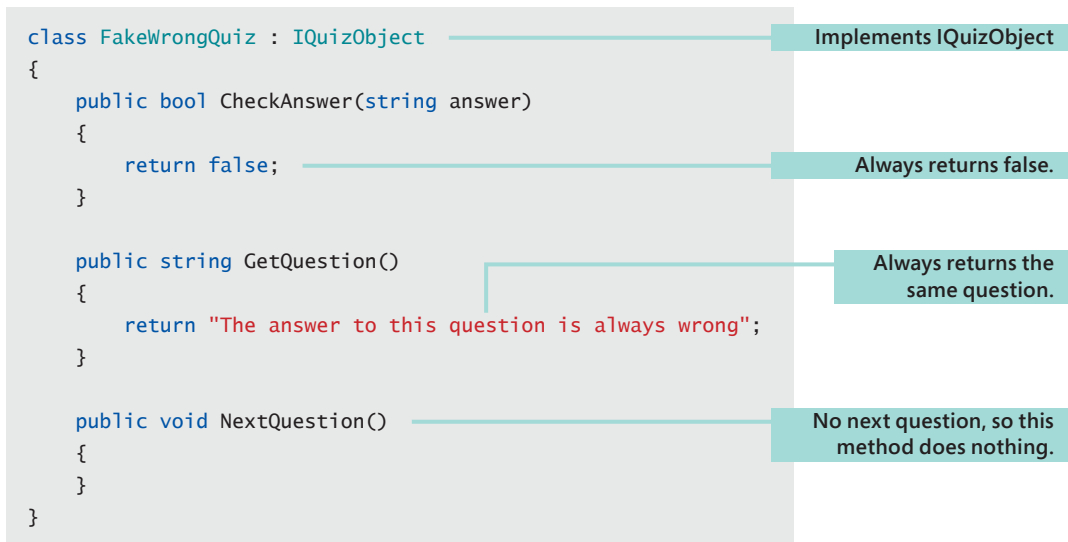 class FakeWrongQuiz : IQuizObject
Implements IQuizObject
{
public bool CheckAnswer(string answer)
{
return false;
Always returns false.
}
public string GetQuestion()
Always returns the
same question.
{
return "The answer to this question is always wrong";
}
public void NextQuestion()
No next question, so this
method does nothing.
{
}
}